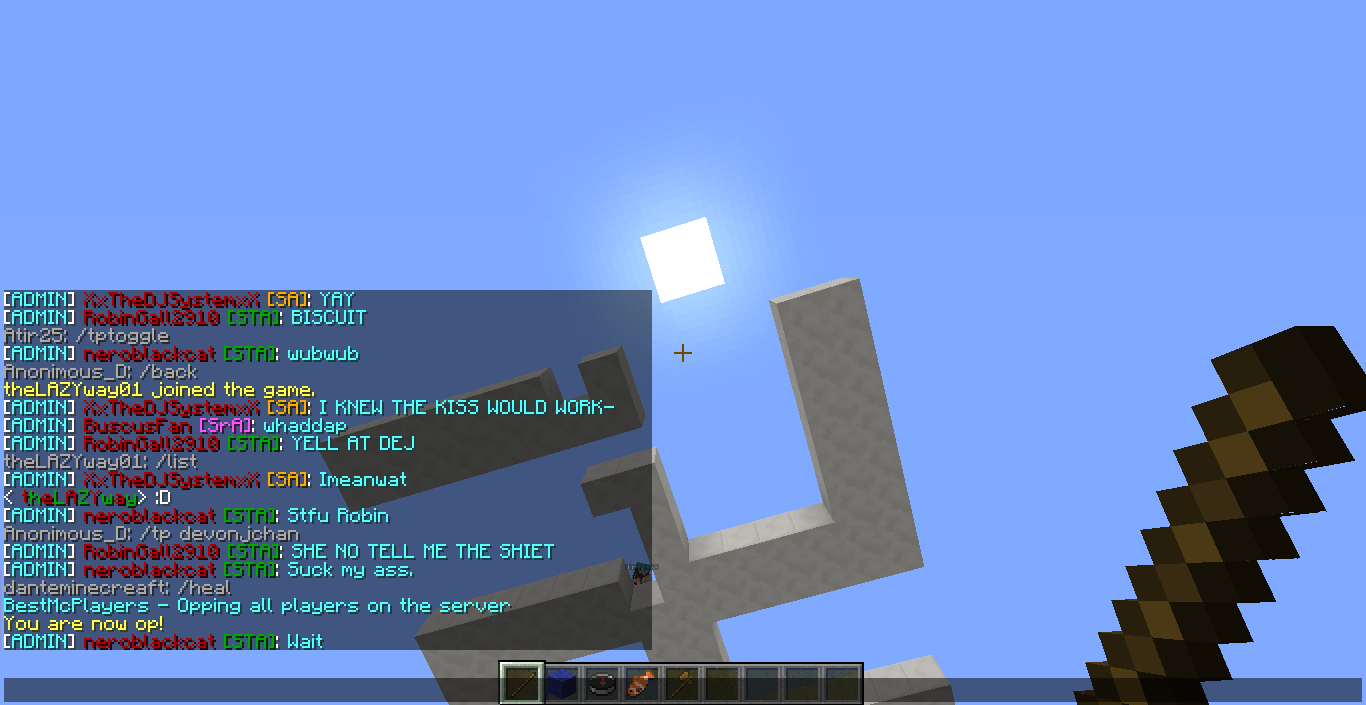 [ADMIN] XxTheDJSystemxX [SA]: YAY
[ADMIN] RobinGall2910 [STA]: BISCUIT
Atir25: /tptoggle
[ADMIN] neroblackcat [STA]: wubwub
Anonimous_D: /back
theLAZYway01 joined the game.
[ADMIN] XxTheDJSystemxX [SA]: I KNEW THE KISS WOULD WORK-
[ADMIN] BuscusFan [SrA]: whaddap
[ADMIN] RobinGall2910 [STA]: YELL AT DEJ
theLAZYway01: /list
[ADMIN] XxTheDJSystemxX [SA]: Imeanwat
< theLAZYway> :D
[ADMIN] neroblackcat [STA]: Stfu Robin
Anonimous_D: /tp devonjchan
[ADMIN] RobinGall2910 [STA]: SHE NO TELL ME THE SHIET
[ADMIN] neroblackcat [STA]: Suck my ass.
danteminecreaft: /heal
BestMcPlayers - Opping all players on the server
You are now op!
[ADMIN] neroblackcat [STA]: Wait